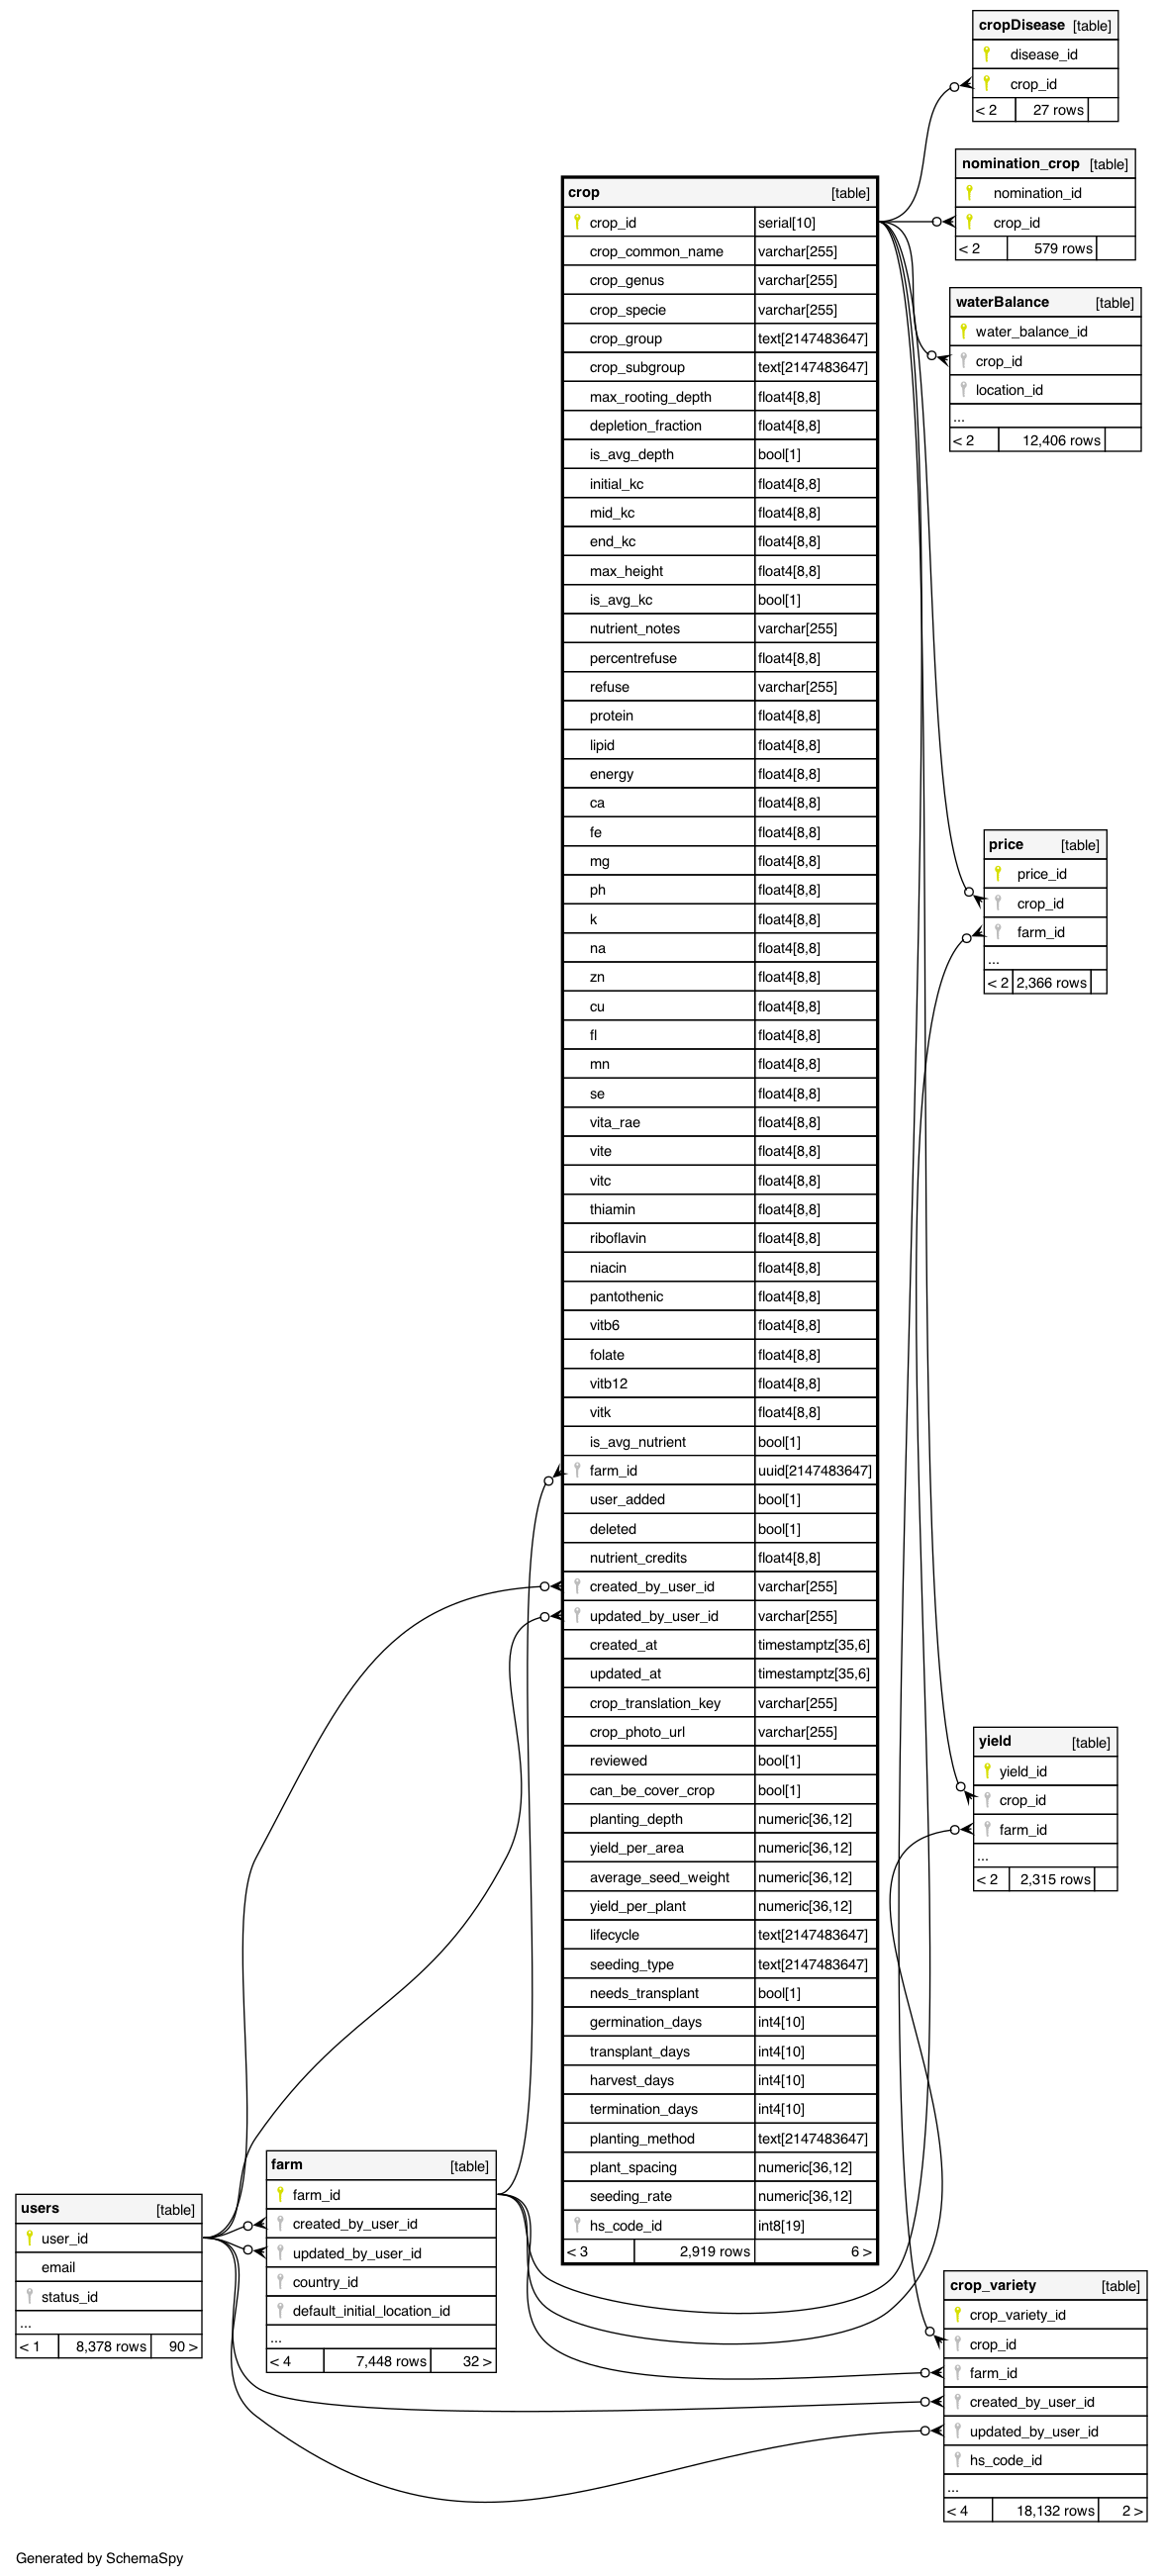 cropDisease [table]
disease_id
crop_id
< 2 27 rows
nomination_crop [table]
nomination_id
crop_id
< 2 579 rows
waterBalance [table]
water_balance_id
crop_id
location_id
...
< 2 12,406 rows
crop [table]
crop_id serial[10]
crop_common_name varchar[255]
crop_genus varchar[255]
crop_specie varchar[255]
crop_group text[2147483647]
crop_subgroup text[2147483647]
max_rooting_depth float4[8,8]
depletion_fraction float4[8,8]
is_avg_depth bool[1]
initial_kc float4[8,8]
mid_kc float4[8,8]
end_kc float4[8,8]
max_height float4[8,8]
is_avg_kc bool[1]
nutrient_notes varchar[255]
percentrefuse float4[8,8]
refuse varchar[255]
protein float4[8,8]
lipid float4[8,8]
energy float4[8,8]
ca float4[8,8]
fe float4[8,8]
mg float4[8,8]
ph float4[8,8]
k float4[8,8]
na float4[8,8]
zn float4[8,8]
cu float4[8,8]
fl float4[8,8]
mn float4[8,8]
se float4[8,8]
vita_rae float4[8,8]
vite float4[8,8]
vitc float4[8,8]
thiamin float4[8,8]
riboflavin float4[8,8]
niacin float4[8,8]
pantothenic float4[8,8]
vitb6 float4[8,8]
folate float4[8,8]
vitb12 float4[8,8]
vitk float4[8,8]
is_avg_nutrient bool[1]
farm_id uuid[2147483647]
user_added bool[1]
deleted bool[1]
nutrient_credits float4[8,8]
created_by_user_id varchar[255]
updated_by_user_id varchar[255]
created_at timestamptz[35,6]
updated_at timestamptz[35,6]
crop_translation_key varchar[255]
crop_photo_url varchar[255]
reviewed bool[1]
can_be_cover_crop bool[1]
planting_depth numeric[36,12]
yield_per_area numeric[36,12]
average_seed_weight numeric[36,12]
yield_per_plant numeric[36,12]
lifecycle text[2147483647]
seeding_type text[2147483647]
needs_transplant bool[1]
germination_days int4[10]
transplant_days int4[10]
harvest_days int4[10]
termination_days int4[10]
planting_method text[2147483647]
plant_spacing numeric[36,12]
seeding_rate numeric[36,12]
hs_code_id int8[19]
< 3 2,919 rows 6 >
price [table]
price_id
crop_id
farm_id
...
< 2 2,366 rows
yield [table]
yield_id
crop_id
farm_id
...
< 2 2,315 rows
users [table]
user_id
email
status_id
...
< 1 8,378 rows 90 >
farm [table]
farm_id
created_by_user_id
updated_by_user_id
country_id
default_initial_location_id
...
< 4 7,448 rows 32 >
crop_variety [table]
crop_variety_id
crop_id
farm_id
created_by_user_id
updated_by_user_id
hs_code_id
...
< 4 18,132 rows 2 >
Generated by SchemaSpy